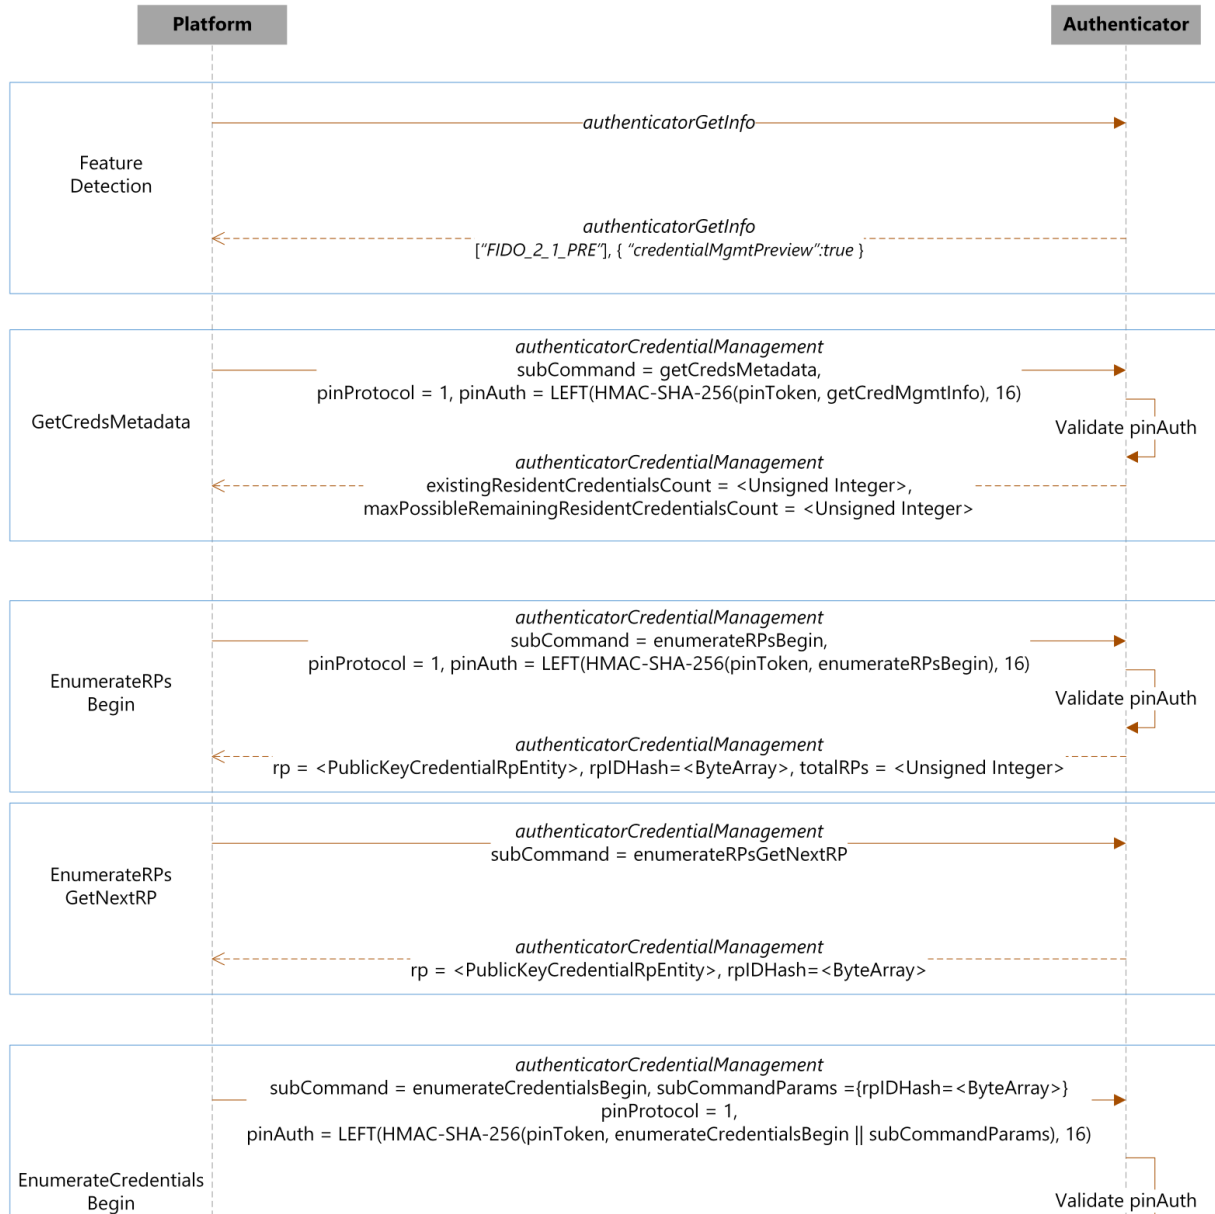 Platform
Authenticator
authenticatorGetInfo
Feature
Detection
authenticatorGetInfo
["FIDO_2_1_PRE"], { "credentialMgmtPreview":true }
authenticatorCredentialManagement
subCommand = getCredsMetadata,
pinProtocol = 1, pinAuth = LEFT(HMAC-SHA-256(pinToken, getCredMgmtInfo), 16)
GetCredsMetadata
Validate pinAuth
authenticatorCredentialManagement
existingResidentCredentialsCount = <Unsigned Integer>,
maxPossibleRemainingResidentCredentialsCount = <Unsigned Integer>
authenticatorCredentialManagement
subCommand = enumerateRPsBegin,
pinProtocol = 1, pinAuth = LEFT(HMAC-SHA-256(pinToken, enumerateRPsBegin), 16)
EnumerateRPs
Begin
Validate pinAuth
authenticatorCredentialManagement
rp = <PublicKeyCredentialRpEntity>, rpIDHash=<ByteArray>, totalRPs = <Unsigned Integer>
authenticatorCredentialManagement
subCommand = enumerateRPsGetNextRP
EnumerateRPs
GetNextRP
authenticatorCredentialManagement
rp = <PublicKeyCredentialRpEntity>, rpIDHash=<ByteArray>
authenticatorCredentialManagement
subCommand = enumerateCredentialsBegin, subCommandParams ={rpIDHash=<ByteArray>}
pinProtocol = 1,
pinAuth = LEFT(HMAC-SHA-256(pinToken, enumerateCredentialsBegin || subCommandParams), 16)
EnumerateCredentials
Begin
Validate pinAuth